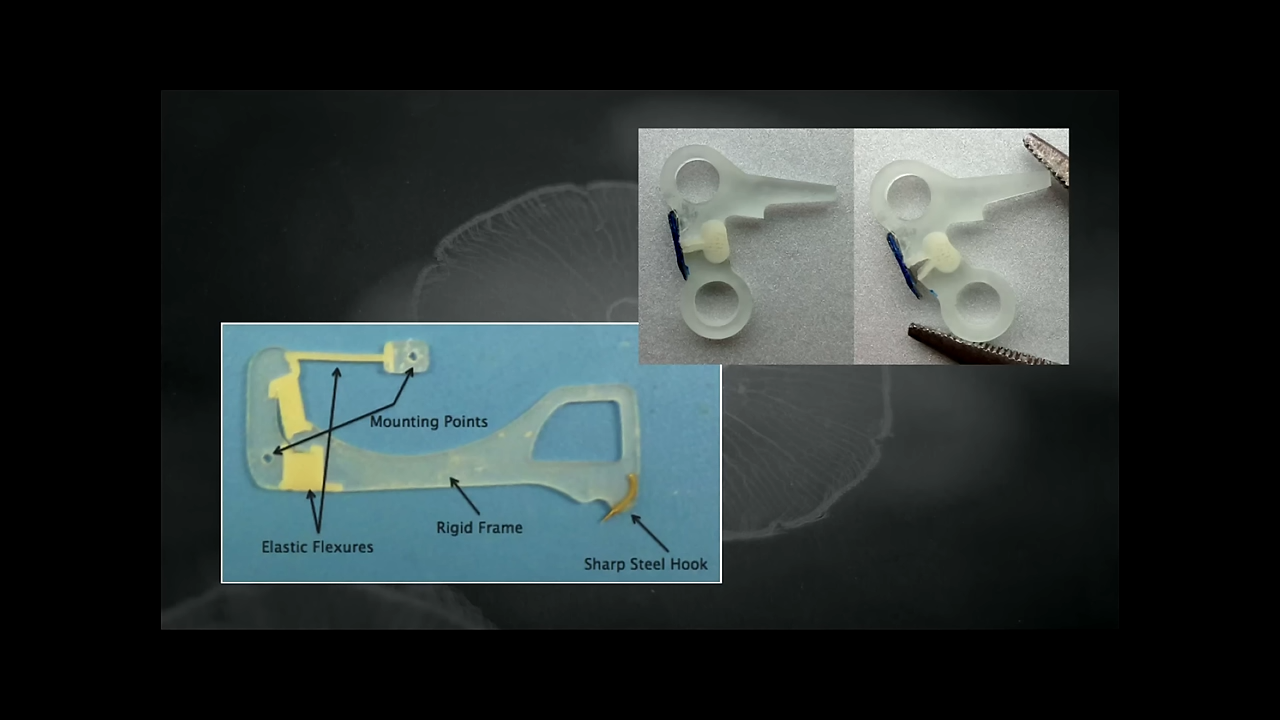 Mounting Points
Rigid Frame
Elastic Flexures
Sharp Steel Hook